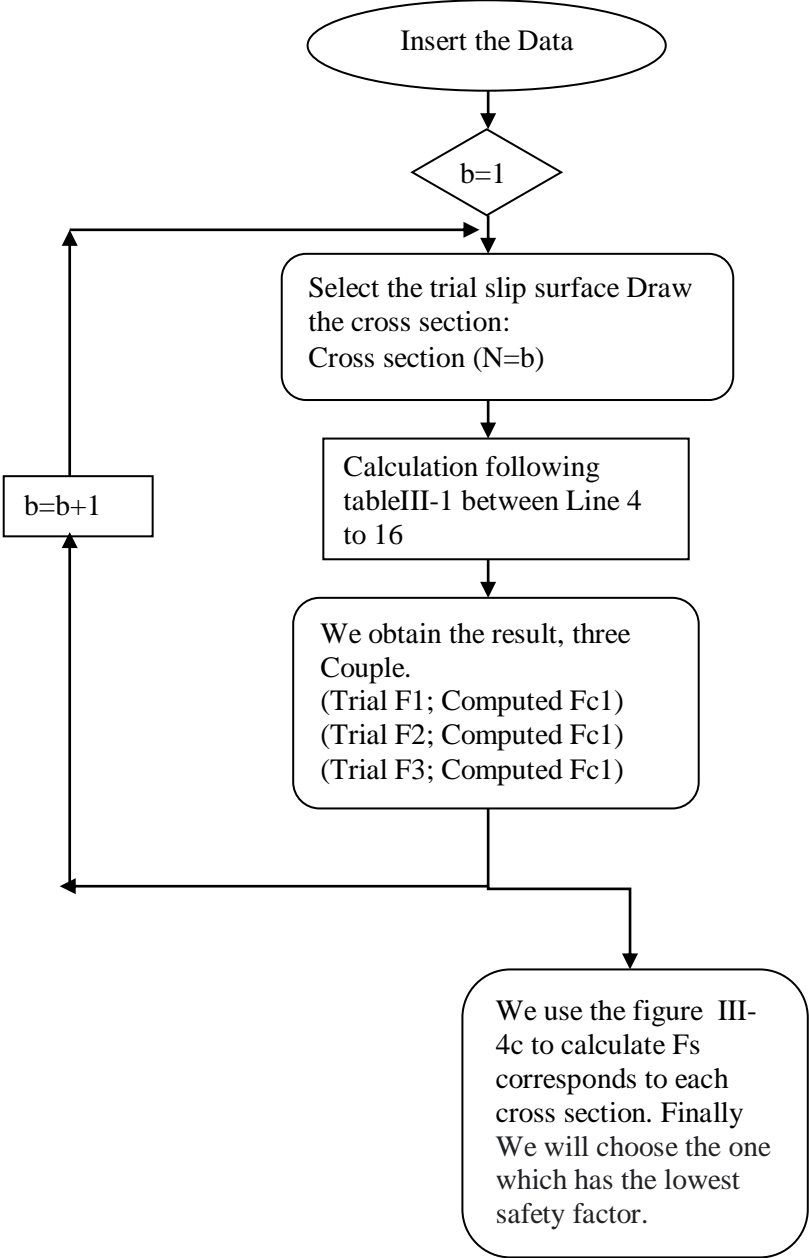 Insert the Data
b=1
Select the trial slip surface Draw
the cross section:
Cross section (N=b)
Calculation following
tableIII-1 between Line 4
to 16
b=b+1
We obtain the result, three
Couple.
(Trial F1; Computed Fc1)
(Trial F2; Computed Fc1)
(Trial F3; Computed Fc1)
We use the figure III-
4c to calculate Fs
corresponds to each
cross section. Finally
We will choose the one
which has the lowest
safety factor.